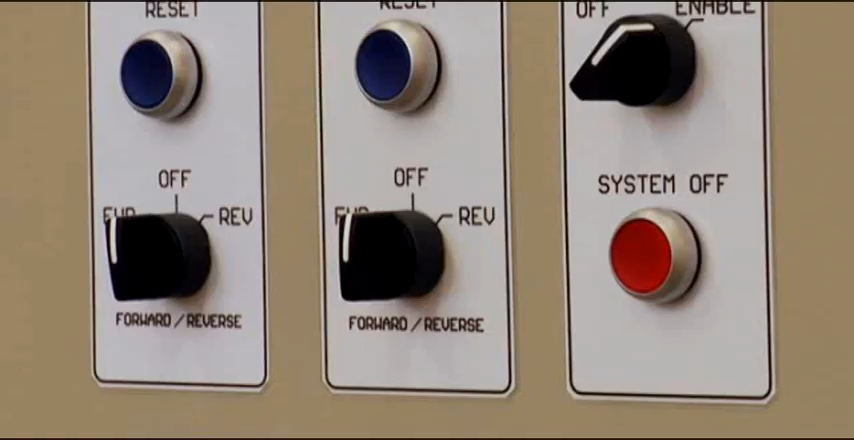 RESET
OFF
REV
FORWARD/REVERSE
RESET
OFF
REV
FORWARD/REVERSE
OFF
ENABLE
SYSTEM OFF